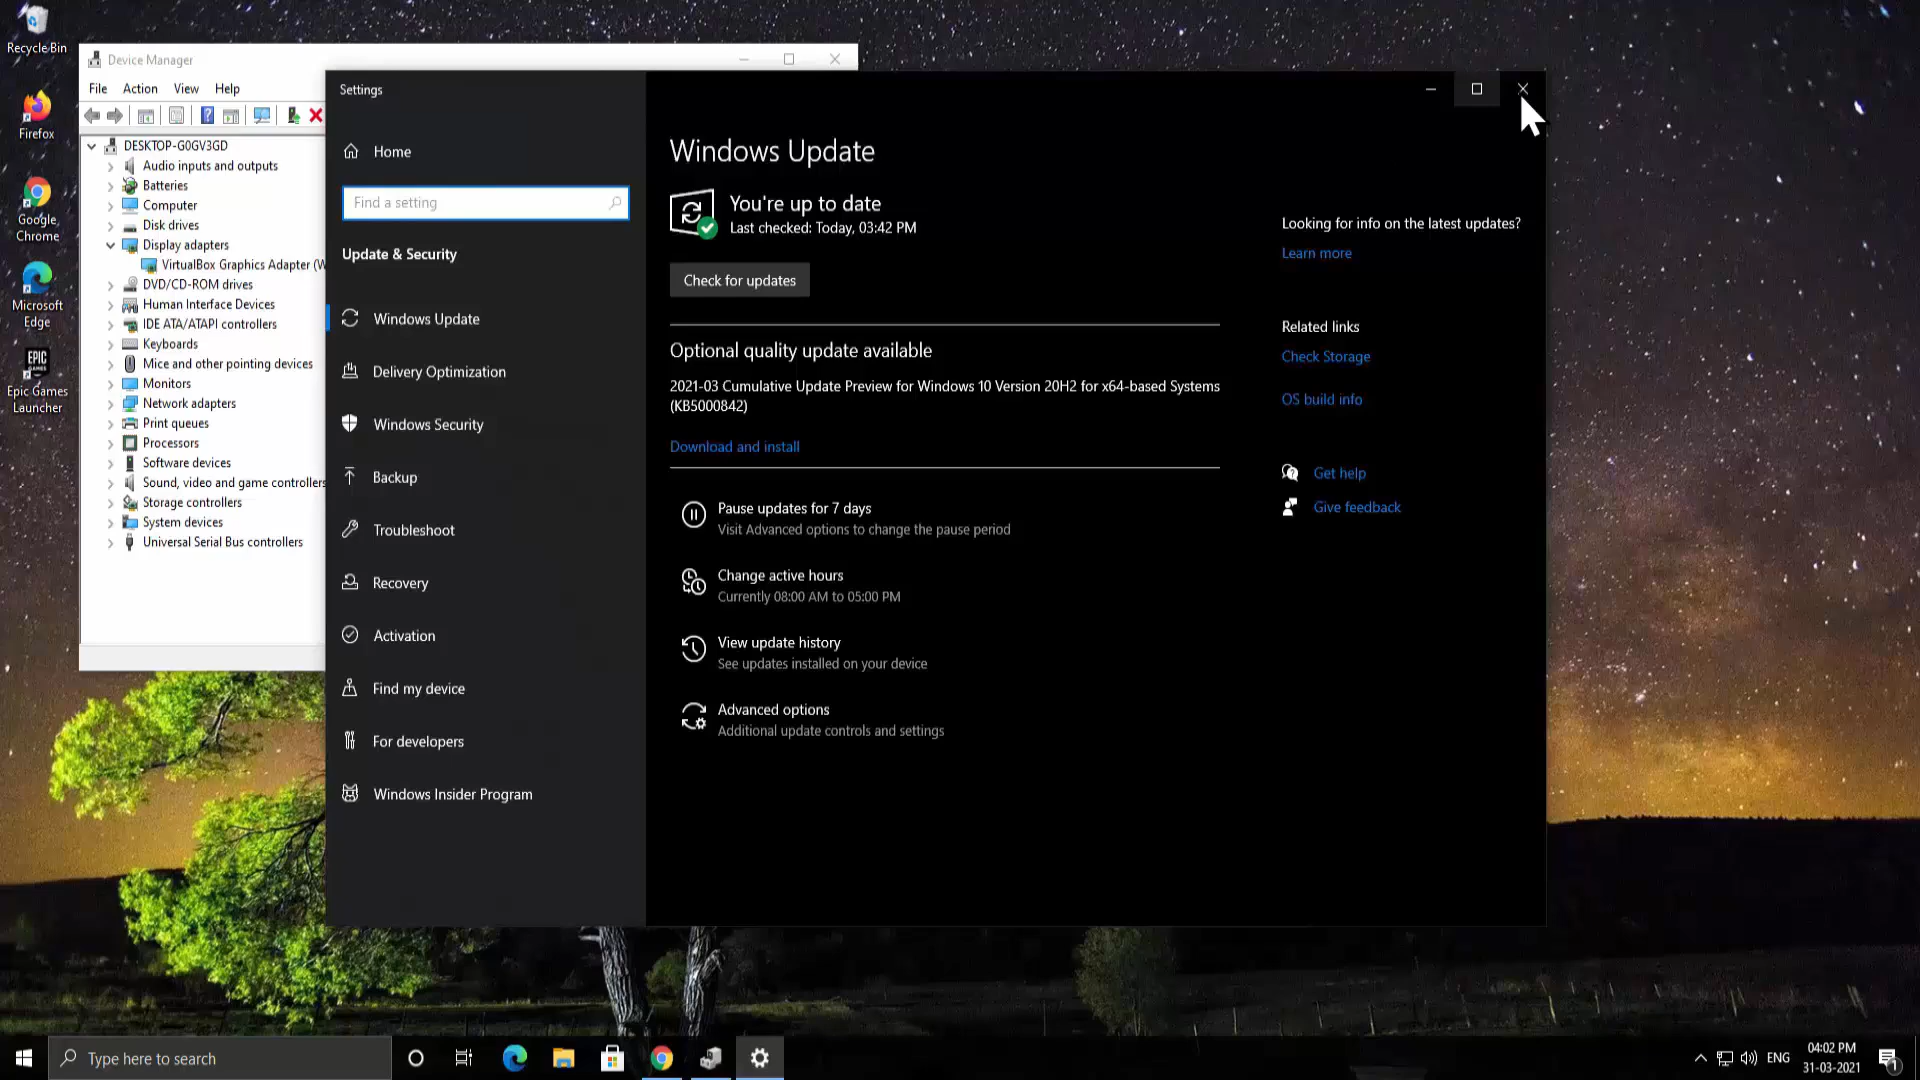 Recycle Bin
Firefox
Google
Chrome
Microsoft
Edge
EPIC
GAMES
Epic Games
Launcher
Device Manager
File Action View Help
DESKTOP-G0GV3GD
Audio inputs and outputs
Batteries
Computer
Disk drives
Display adapters
VirtualBox Graphics Adapter (W
DVD/CD-ROM drives
Human Interface Devices
IDE ATA/ATAPI controllers
Keyboards
Mice and other pointing devices
Monitors
Network adapters
Print queues
Processors
Software devices
Sound, video and game controllers
Storage controllers
System devices
Universal Serial Bus controllers
Settings
Home
Find a setting
Update & Security
Windows Update
Delivery Optimization
Windows Security
Backup
Troubleshoot
Recovery
Activation
Find my device
For developers
Windows Insider Program
Windows Update
You're up to date
Last checked: Today, 03:42 PM
Check for updates
Optional quality update available
2021-03 Cumulative Update Preview for Windows 10 Version 20H2 for x64-based Systems
(KB5000842)
Download and install
Pause updates for 7 days
Visit Advanced options to change the pause period
Change active hours
Currently 08:00 AM to 05:00 PM
View update history
See updates installed on your device
Advanced options
Additional update controls and settings
Looking for info on the latest updates?
Learn more
Related links
Check Storage
OS build info
Get help
Give feedback
Type here to search
ENG
04:02 PM
31-03-2021
1